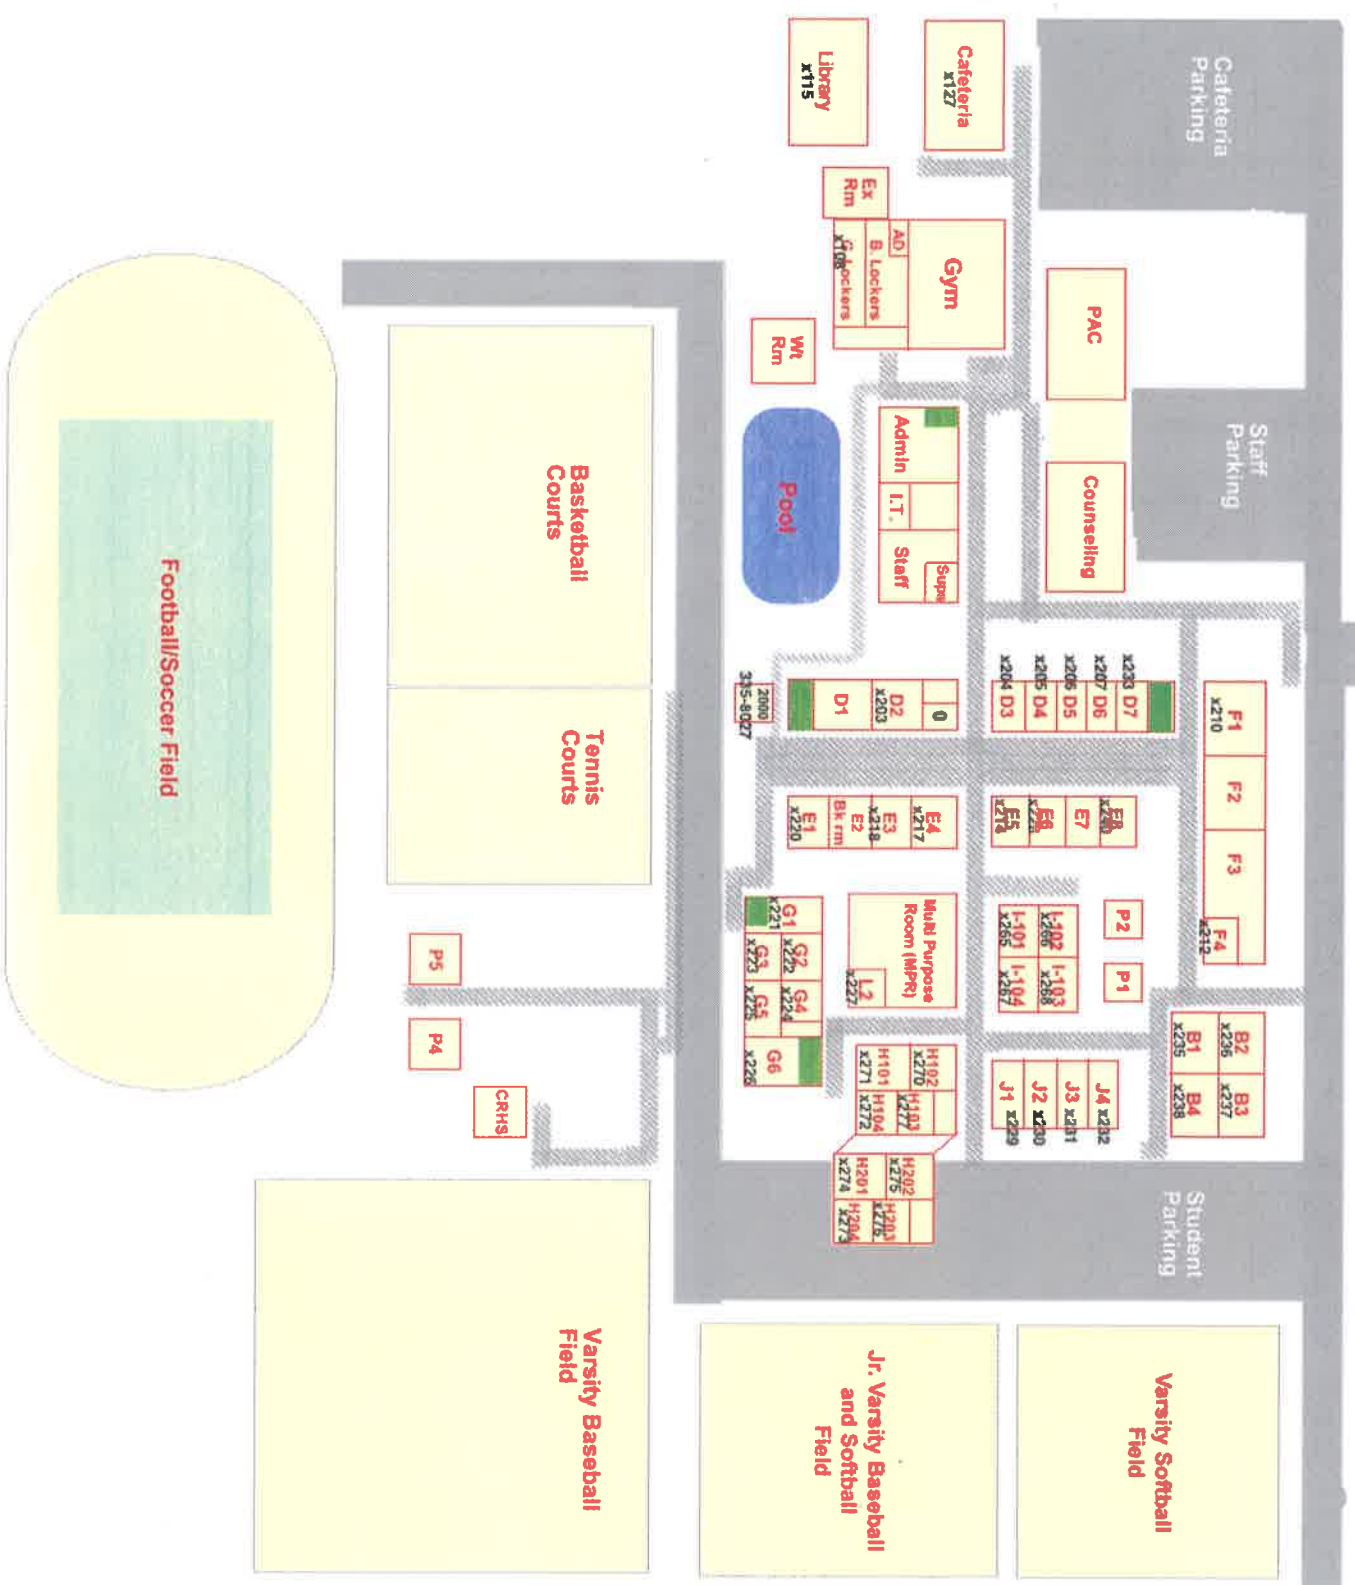 Cafeteria
Parking
Staff
Parking
Student
Parking
F1
x210
F2
F3
F4
x212
B2
x236
B3
x237
B1
x235
B4
x238
Varsity Softball
Field
PAC
Counseling
x233 D7
x207 D6
x206 D5
x205 D4
x204 D3
E8
E7
E6
E5
x214
P2
P1
I-102
x266
I-103
x268
I-101
x265
I-104
x267
J4 x232
J3 x231
J2 x230
J1 x229
Cafeteria
x127
Gym
AD
B. Lockers
G. Lockers
x108
Library
x115
Ex
Rm
Wt
Rm
Admin
I.T.
Staff
Pool
0
D2
x203
D1
2000
335-8027
E4
x217
E3
x218
E2
Bk rm
E1
x220
Multi Purpose
Room (MPR)
L2
x227
G1
x221
G2
x222
G4
x224
G3
x223
G5
x225
G6
x226
H102
x270
H103
x277
H101
x271
H104
x272
H202
x275
H203
x276
H201
x274
H204
x273
Jr. Varsity Baseball
and Softball
Field
Basketball
Courts
Tennis
Courts
P5
P4
CRHS
Varsity Baseball
Field
Football/Soccer Field